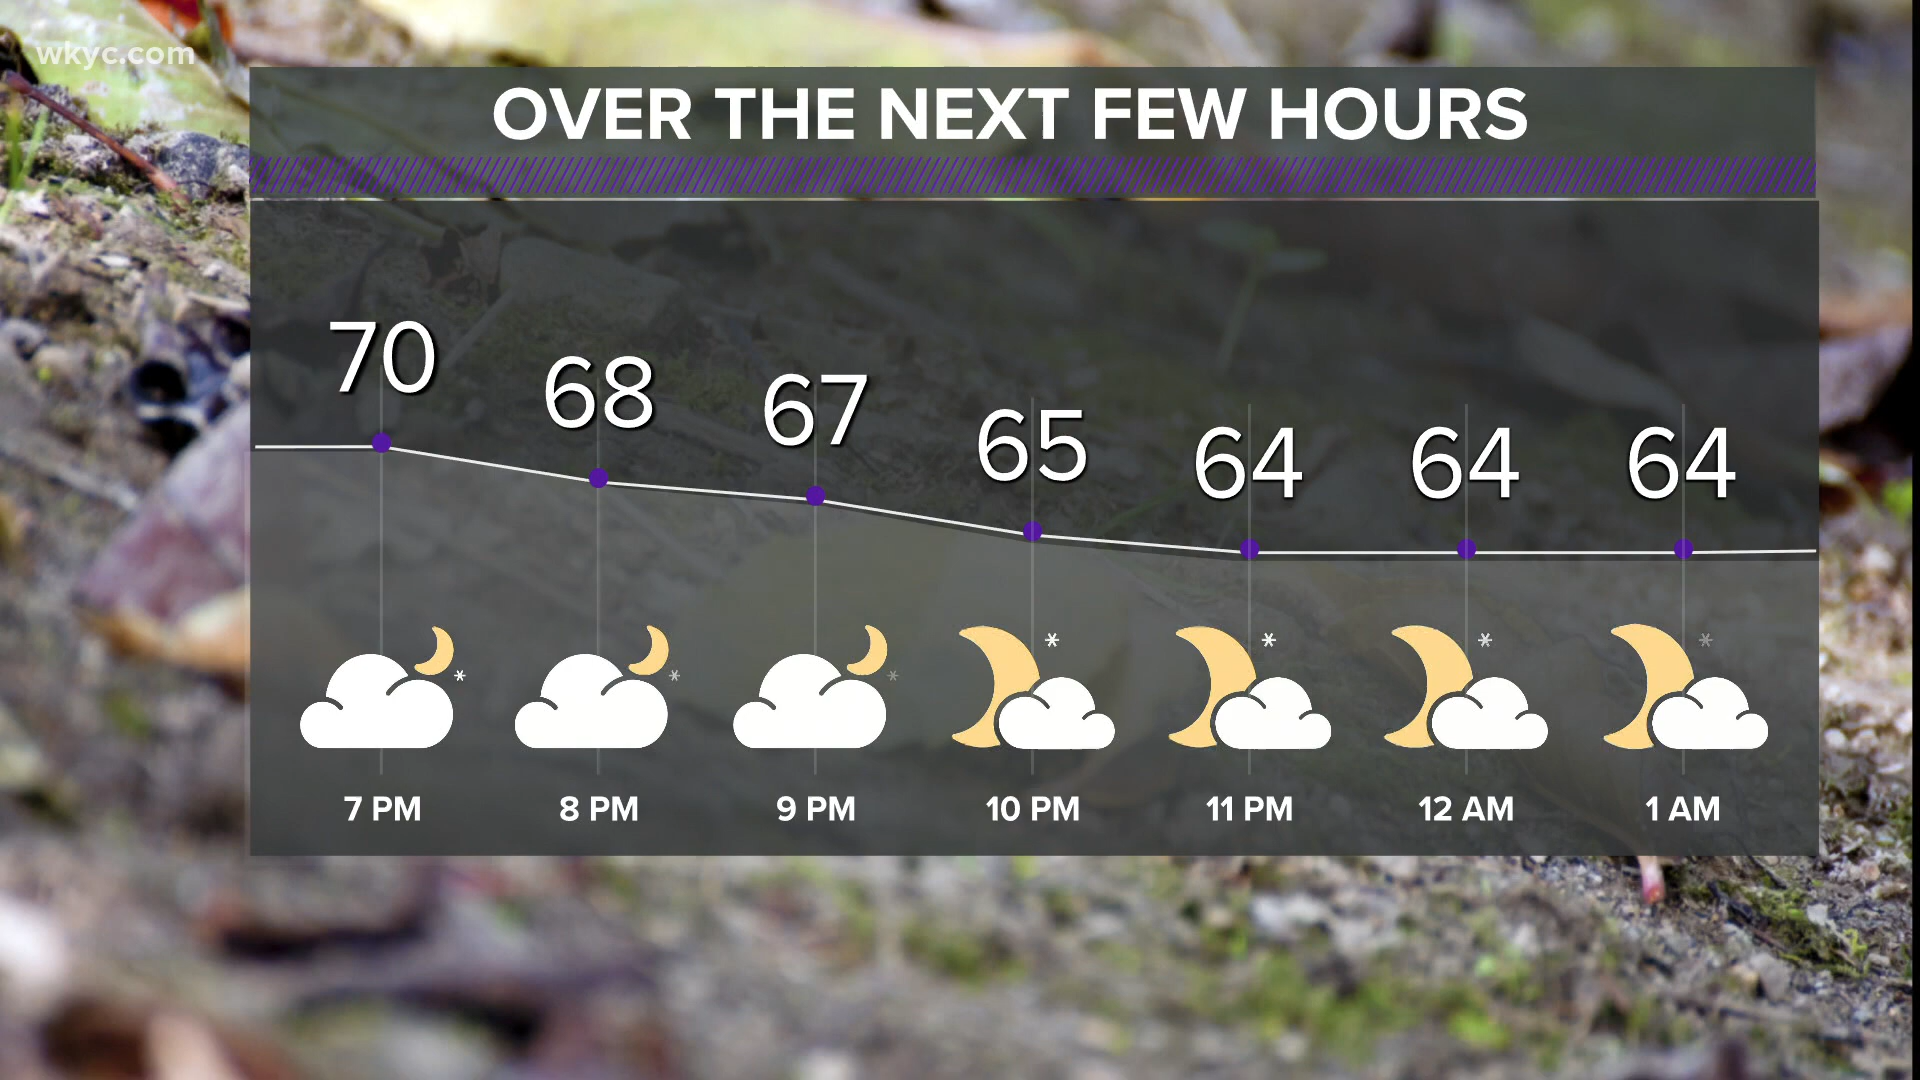 wkyc.com
OVER THE NEXT FEW HOURS
70 68 67 65 64 64 64
7 PM 8 PM 9 PM 10 PM 11 PM 12 AM 1 AM